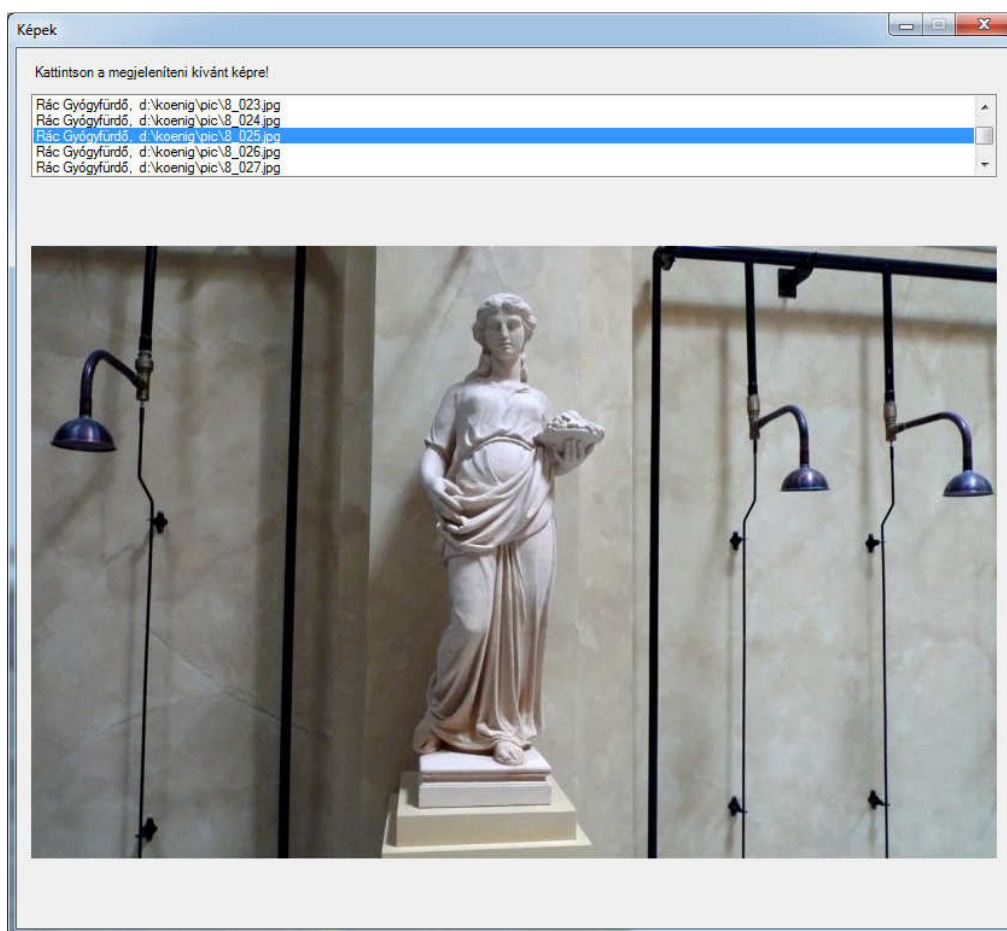 Képek
Kattintson a megjeleníteni kívánt képre!
Rác Gyógyfürdő, d:\koenig\pic\8_023.jpg
Rác Gyógyfürdő, d:\koenig\pic\8_024.jpg
Rác Gyógyfürdő, d:\koenig\pic\8_025.jpg
Rác Gyógyfürdő, d:\koenig\pic\8_026.jpg
Rác Gyógyfürdő, d:\koenig\pic\8_027.jpg